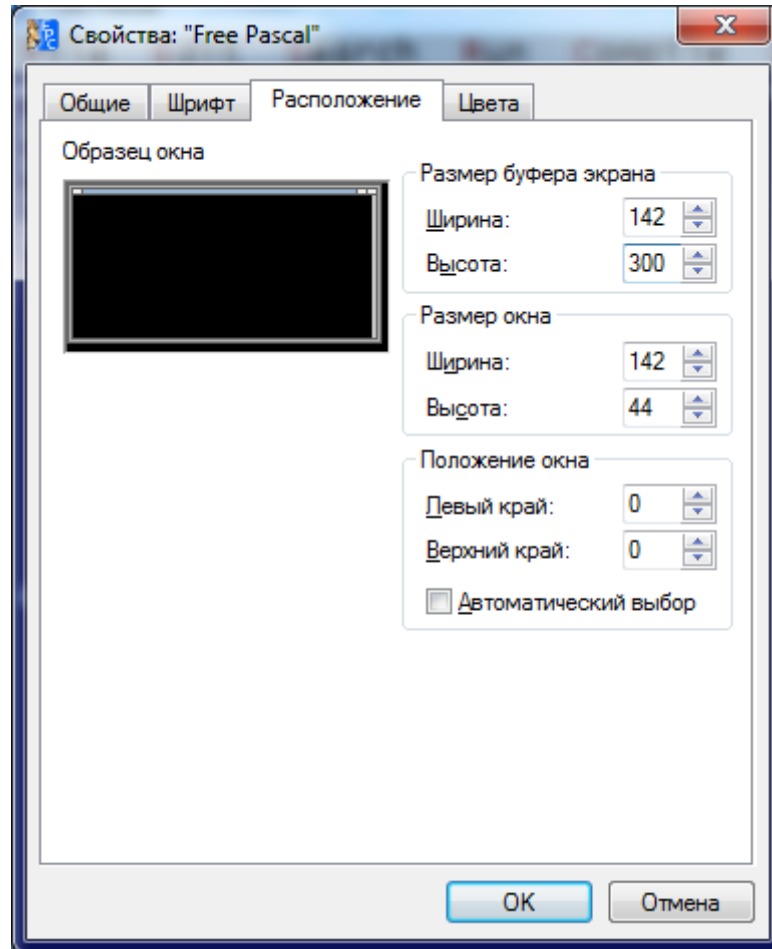 Свойства: "Free Pascal"
Общие
Шрифт
Расположение
Цвета
Образец окна
Размер буфера экрана
Ширина: 142
Высота: 300
Размер окна
Ширина: 142
Высота: 44
Положение окна
Левый край: 0
Верхний край: 0
Автоматический выбор
OK
Отмена